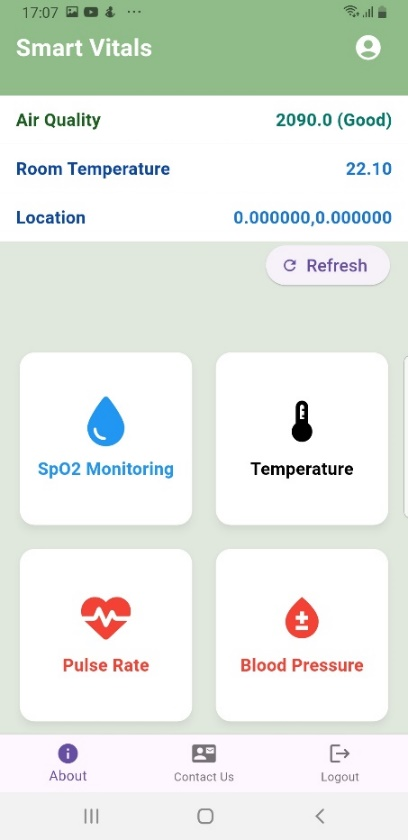 17:07
Smart Vitals
Air Quality 2090.0 (Good)
Room Temperature 22.10
Location 0.000000,0.000000
Refresh
SpO2 Monitoring Temperature
Pulse Rate Blood Pressure
About Contact Us Logout